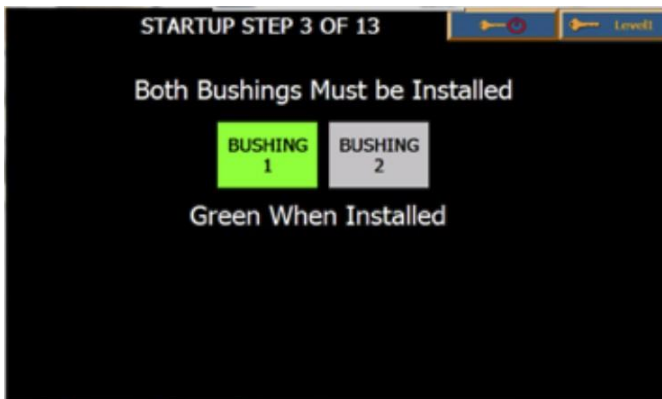 STARTUP STEP 3 OF 13
Level1
Both Bushings Must be Installed
BUSHING
1
BUSHING
2
Green When Installed